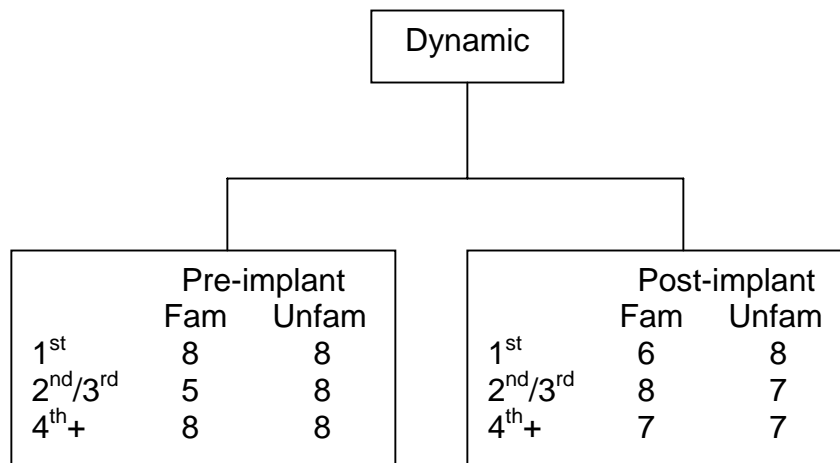 Dynamic
Pre-implant
Fam Unfam
1st 8 8
2nd/3rd 5 8
4th+ 8 8
Post-implant
Fam Unfam
1st 6 8
2nd/3rd 8 7
4th+ 7 7